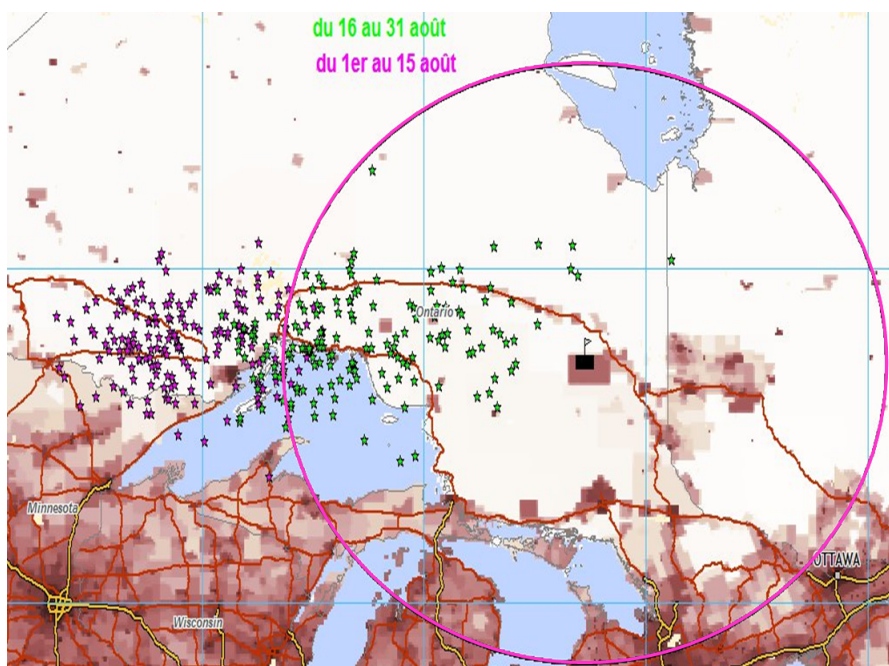 du 16 au 31 août
du 1er au 15 août
Ontario
Minnesota
OTTAWA
Wisconsin